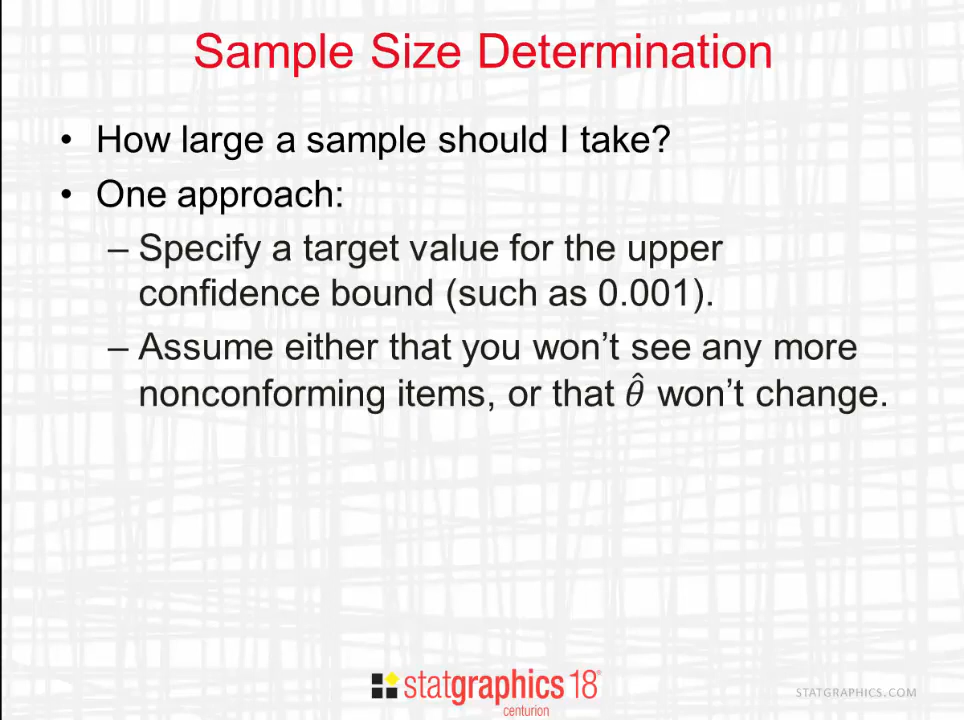 Sample Size Determination
• How large a sample should I take?
• One approach:
– Specify a target value for the upper
confidence bound (such as 0.001).
– Assume either that you won’t see any more
nonconforming items, or that θ̂ won’t change.
statgraphics 18®
centurion
STATGRAPHICS.COM